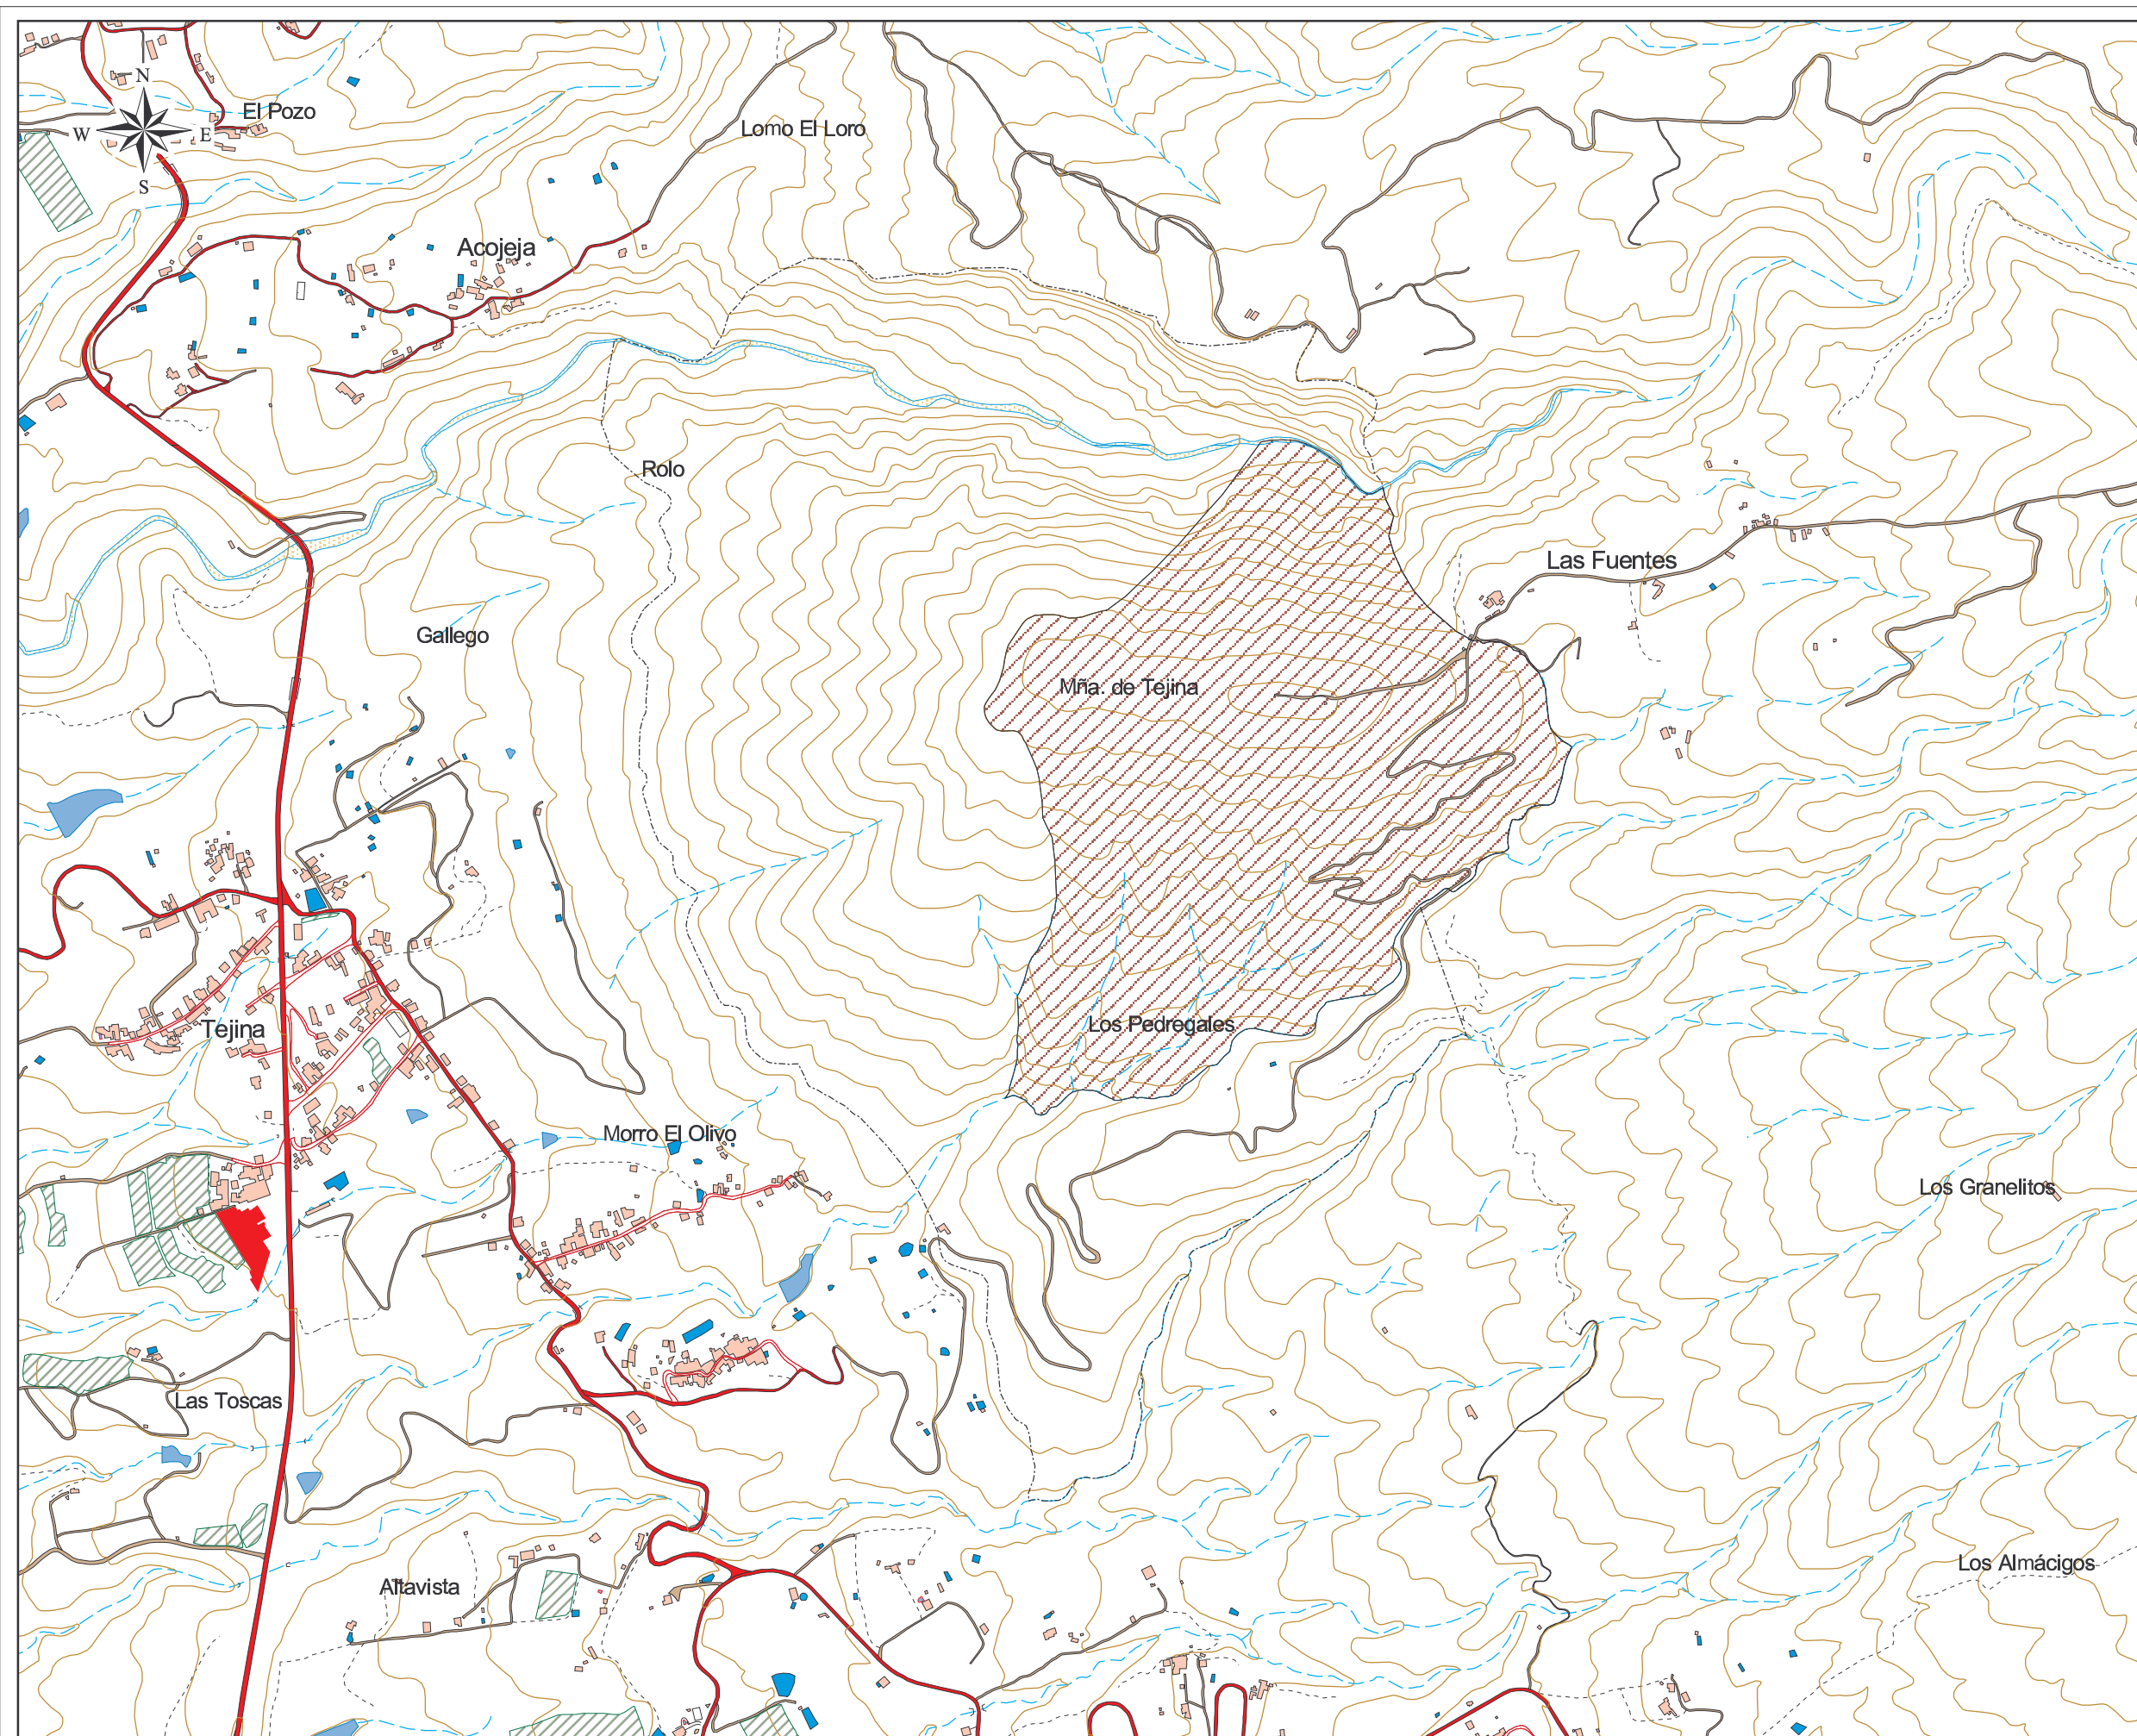 N
El Pozo
Lomo El Loro
W
E
S
Acojeja
Rolo
Las Fuentes
Gallego
Mña. de Tejina
Tejina
Los Pedregales
Morro El Olivo
Los Granelitos
Las Toscas
Los Almácigos
Altavista